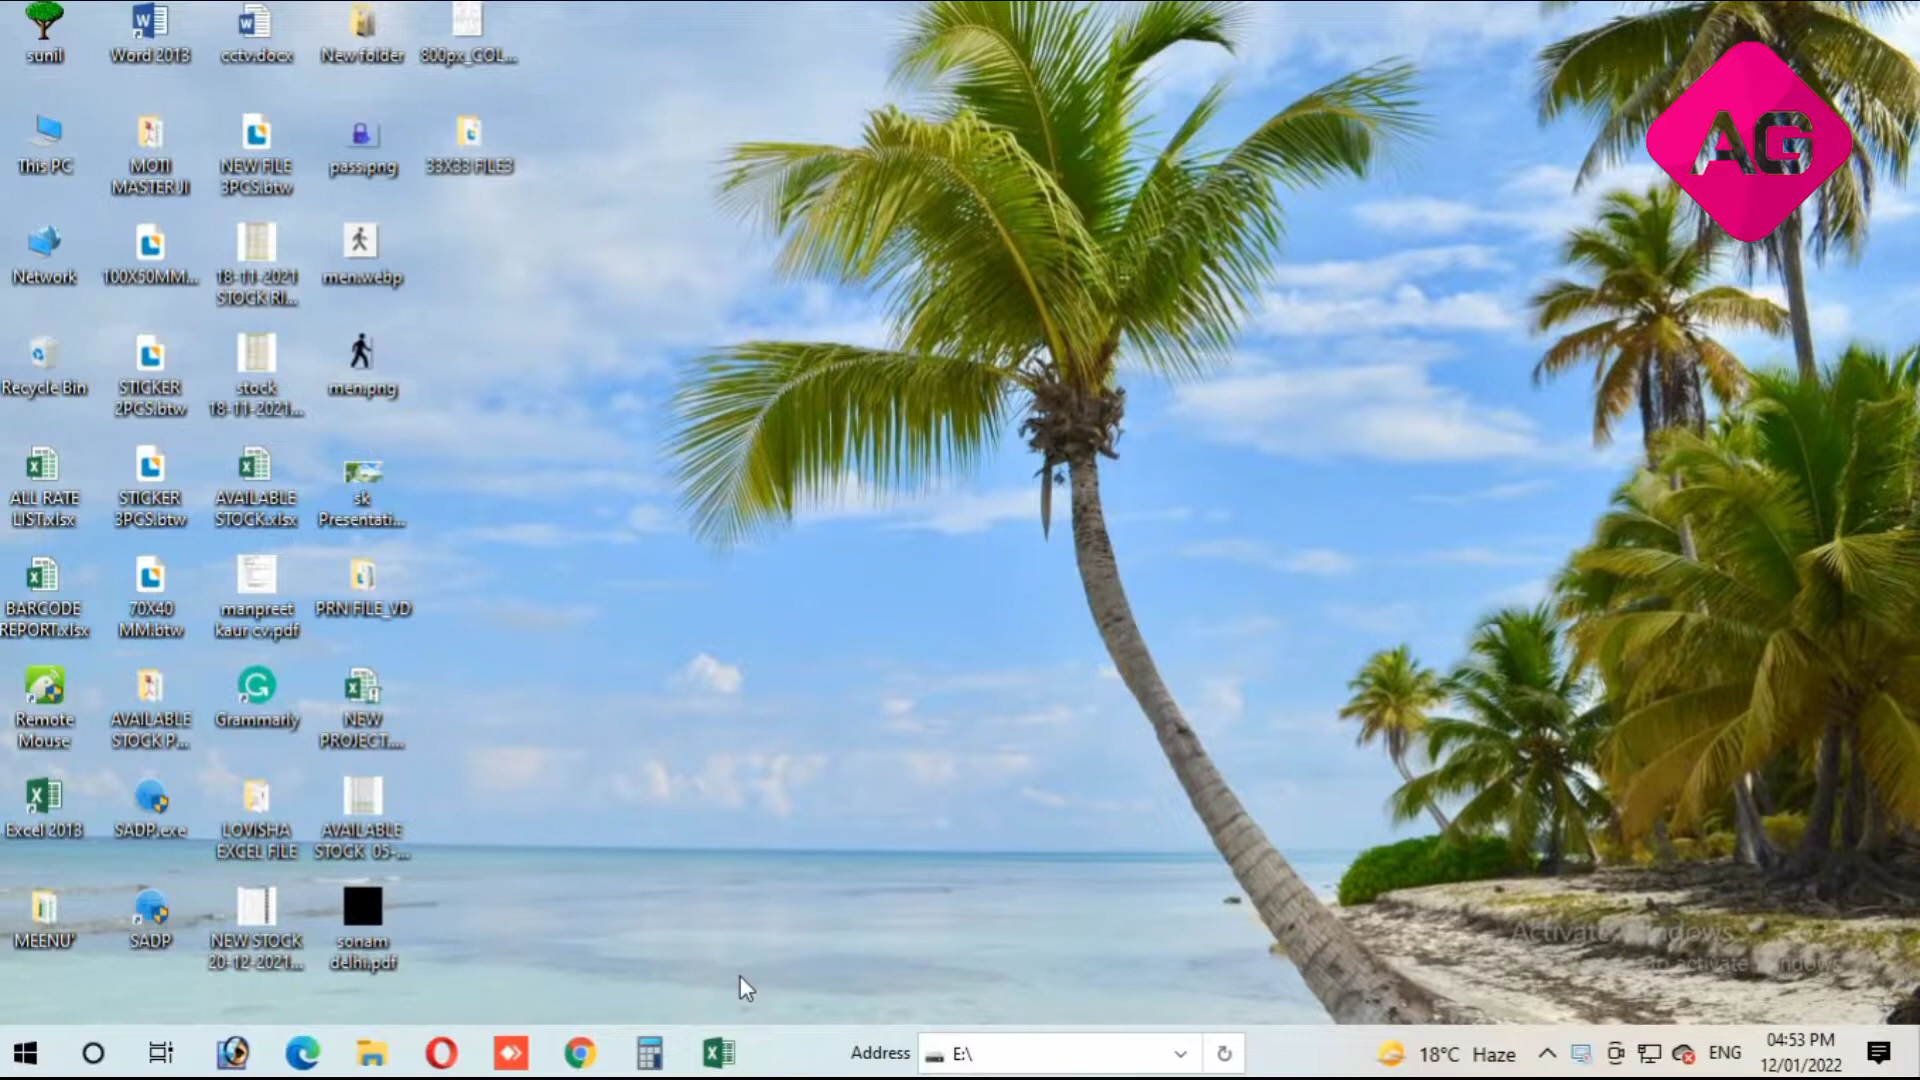 sunil
Word 2013
cctv.docx
New folder
800px_COL...
This PC
MOTI
MASTERJI
NEW FILE
3PCS.btw
pass.png
33X33 FILE3
Network
100X50MM...
18-11-2021
STOCK RI...
men.webp
Recycle Bin
STICKER
2PCS.btw
stock
18-11-2021...
men.png
ALL RATE
LIST.xlsx
STICKER
3PCS.btw
AVAILABLE
STOCK.xlsx
sk
Presentati...
BARCODE
REPORT.xlsx
70X40
MM.btw
manpreet
kaur cv.pdf
PRN FILE_VD
Remote
Mouse
AVAILABLE
STOCK P...
Grammarly
NEW
PROJECT....
Excel 2013
SADP.exe
LOVISHA
EXCEL FILE
AVAILABLE
STOCK 05-...
MEENU'
SADP
NEW STOCK
20-12-2021...
sonam
delhi.pdf
AG
Activate Windows
Address
E:\
18°C Haze
ENG
04:53 PM
12/01/2022